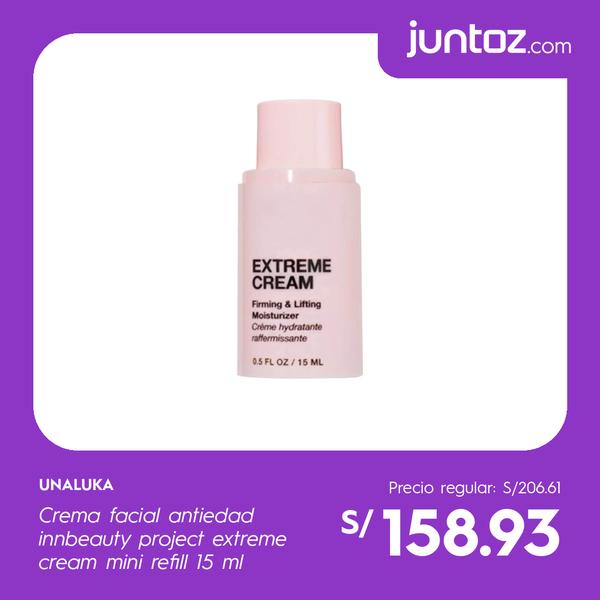 juntoz.com
EXTREME
CREAM
Firming & Lifting
Moisturizer
Crème hydratante
raffermissante
0.5 FL OZ / 15 ML
UNALUKA
Crema facial antiedad
innbeauty project extreme
cream mini refill 15 ml
Precio regular: S/206.61
S/158.93